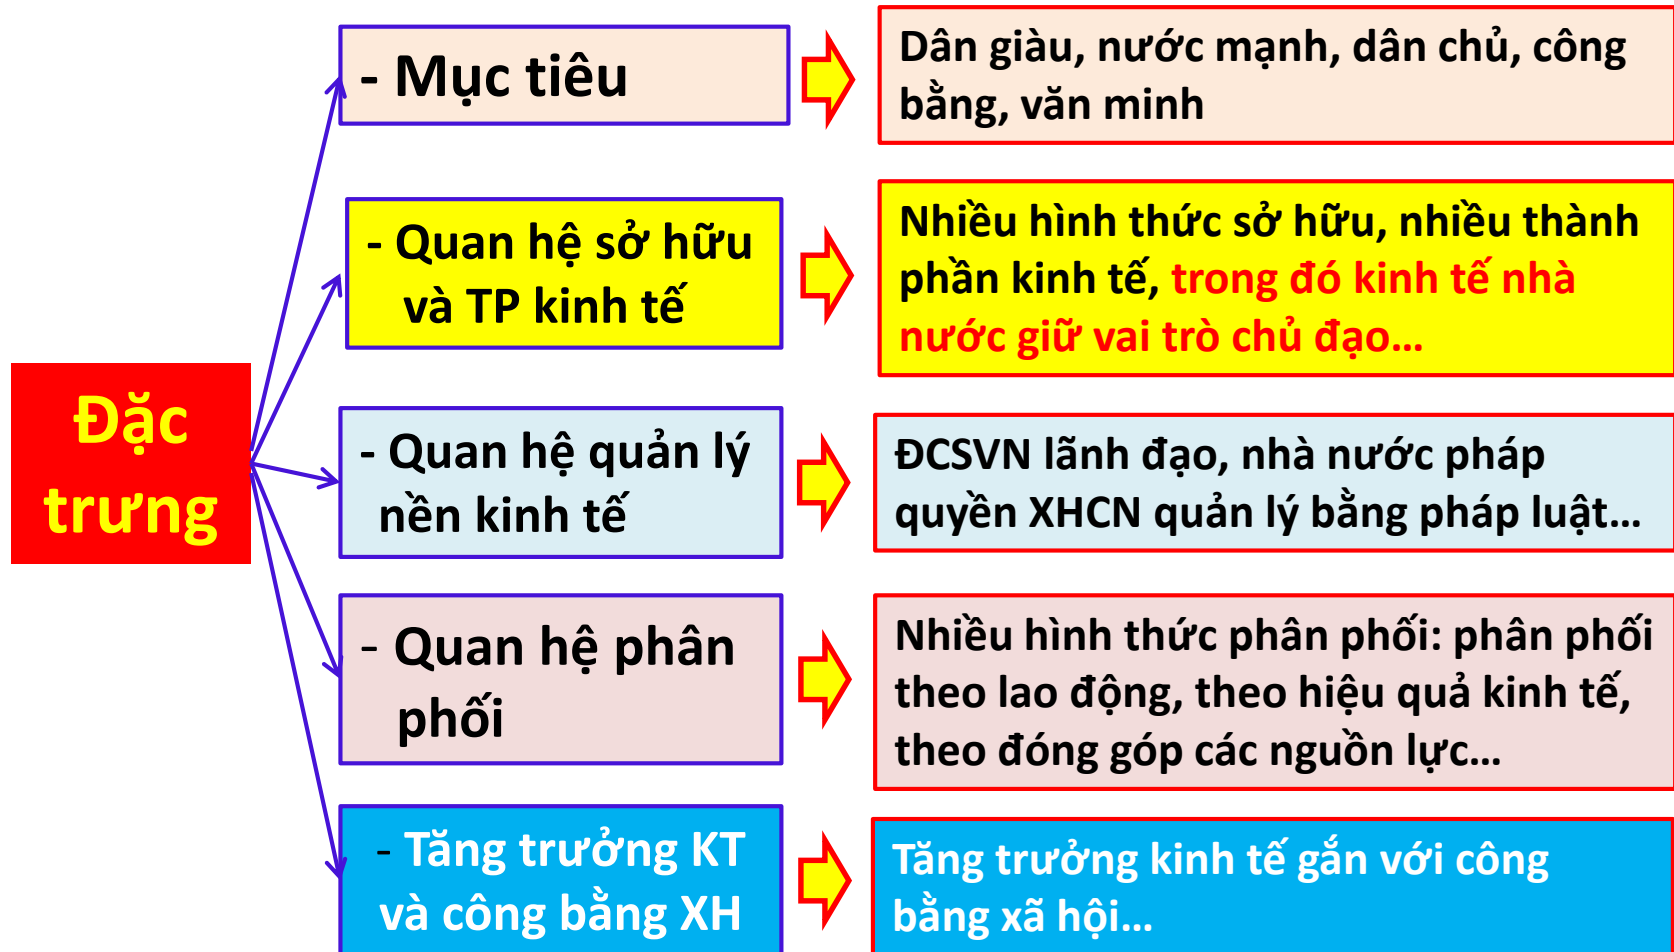 Đặc
trưng
- Mục tiêu
Dân giàu, nước mạnh, dân chủ, công
bằng, văn minh
- Quan hệ sở hữu
và TP kinh tế
Nhiều hình thức sở hữu, nhiều thành
phần kinh tế, trong đó kinh tế nhà
nước giữ vai trò chủ đạo...
- Quan hệ quản lý
nền kinh tế
ĐCSVN lãnh đạo, nhà nước pháp
quyền XHCN quản lý bằng pháp luật...
- Quan hệ phân
phối
Nhiều hình thức phân phối: phân phối
theo lao động, theo hiệu quả kinh tế,
theo đóng góp các nguồn lực...
- Tăng trưởng KT
và công bằng XH
Tăng trưởng kinh tế gắn với công
bằng xã hội...